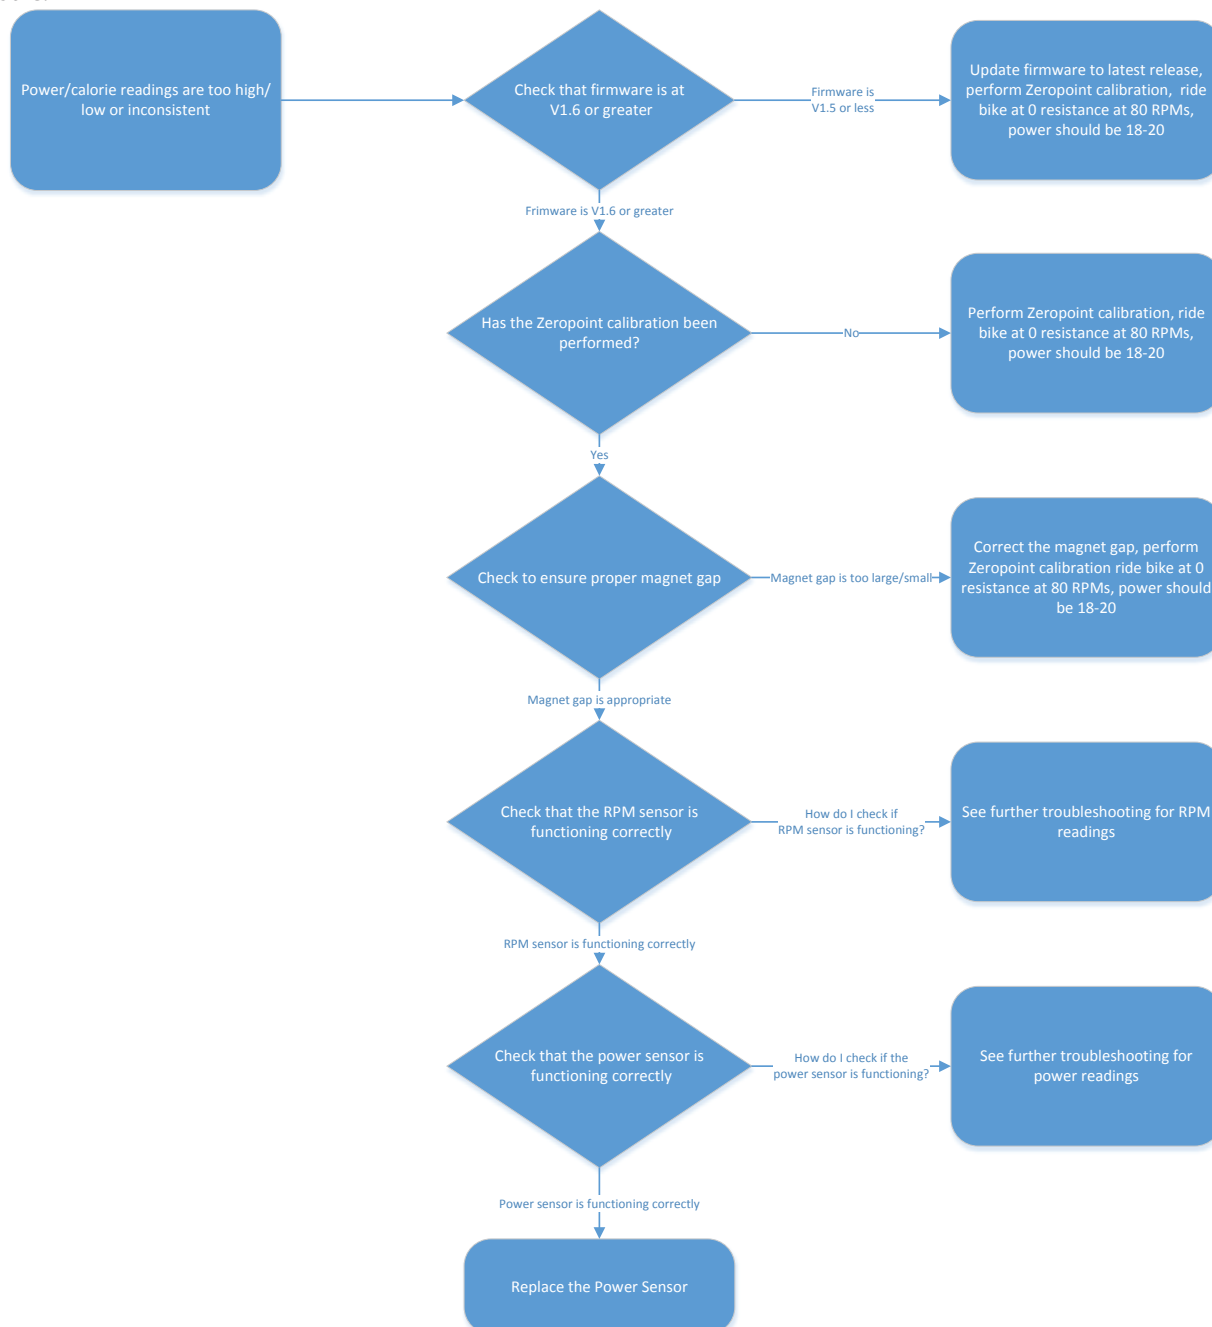 Power/calorie readings are too high/
low or inconsistent
Check that firmware is at
V1.6 or greater
Firmware is
V1.5 or less
Update firmware to latest release,
perform Zeropoint calibration, ride
bike at 0 resistance at 80 RPMs,
power should be 18-20
Frimware is V1.6 or greater
Has the Zeropoint calibration been
performed?
No
Perform Zeropoint calibration, ride
bike at 0 resistance at 80 RPMs,
power should be 18-20
Yes
Check to ensure proper magnet gap
Magnet gap is too large/small
Correct the magnet gap, perform
Zeropoint calibration ride bike at 0
resistance at 80 RPMs, power should
be 18-20
Magnet gap is appropriate
Check that the RPM sensor is
functioning correctly
How do I check if
RPM sensor is functioning?
See further troubleshooting for RPM
readings
RPM sensor is functioning correctly
Check that the power sensor is
functioning correctly
How do I check if the
power sensor is functioning?
See further troubleshooting for
power readings
Power sensor is functioning correctly
Replace the Power Sensor